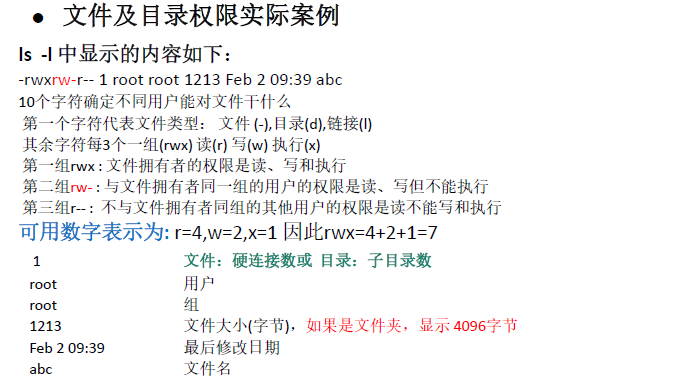 ● 文件及目录权限实际案例
ls -l 中显示的内容如下：
-rwxrw-r-- 1 root root 1213 Feb 2 09:39 abc
10个字符确定不同用户能对文件干什么
第一个字符代表文件类型： 文件 (-),目录(d),链接(l)
其余字符每3个一组(rwx) 读(r) 写(w) 执行(x)
第一组rwx : 文件拥有者的权限是读、写和执行
第二组rw- : 与文件拥有者同一组的用户的权限是读、写但不能执行
第三组r-- : 不与文件拥有者同组的其他用户的权限是读不能写和执行
可用数字表示为: r=4,w=2,x=1 因此rwx=4+2+1=7
1 文件：硬连接数或 目录：子目录数
root 用户
root 组
1213 文件大小(字节)，如果是文件夹，显示 4096字节
Feb 2 09:39 最后修改日期
abc 文件名